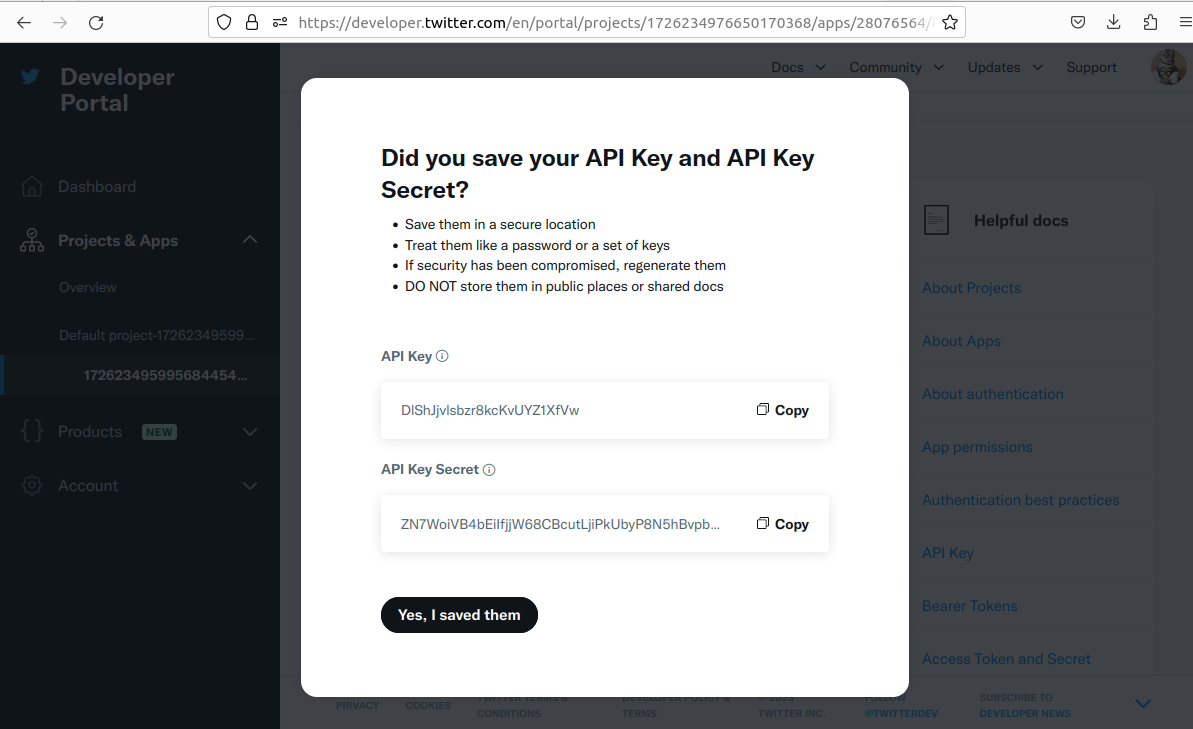 https://developer.twitter.com/en/portal/projects/1726234976650170368/apps/28076564/
Developer
Portal
Docs
Community
Updates
Support
Dashboard
Projects & Apps
Overview
Default project-17262349599...
172623495995684454...
Products NEW
Account
Did you save your API Key and API Key
Secret?
• Save them in a secure location
• Treat them like a password or a set of keys
• If security has been compromised, regenerate them
• DO NOT store them in public places or shared docs
API Key
DlShJjvlsbzr8kcKvUYZ1XfVw
Copy
API Key Secret
ZN7WoiVB4bEiIfjjW68CBcutLjiPkUbyP8N5hBvpb...
Copy
Yes, I saved them
Helpful docs
About Projects
About Apps
About authentication
App permissions
Authentication best practices
API Key
Bearer Tokens
Access Token and Secret
PRIVACY
COOKIES
TWITTER TERMS &
CONDITIONS
DEVELOPER POLICY &
TERMS
© 2023
TWITTER INC.
FOLLOW
@TWITTERDEV
SUBSCRIBE TO
DEVELOPER NEWS